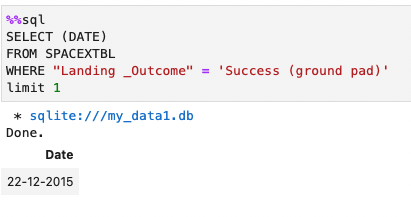 %%sql
SELECT (DATE)
FROM SPACEXTBL
WHERE "Landing _Outcome" = 'Success (ground pad)'
limit 1
* sqlite:///my_data1.db
Done.
Date
22-12-2015